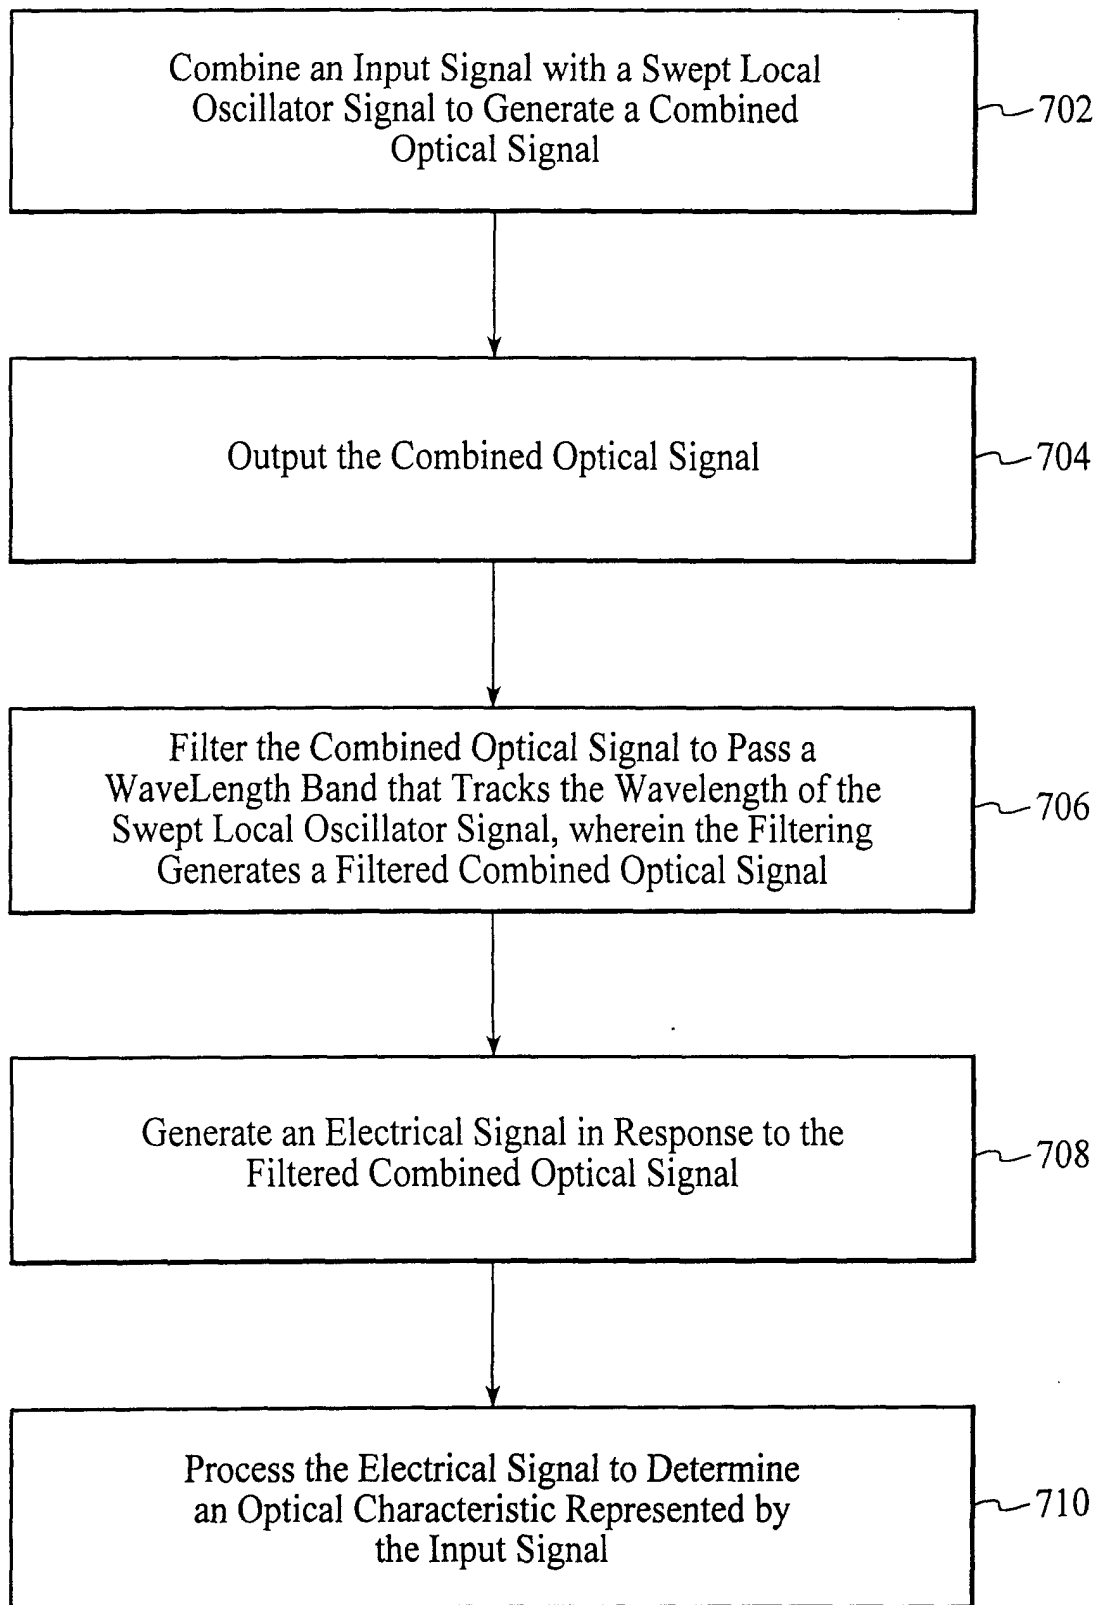 Combine an Input Signal with a Swept Local
Oscillator Signal to Generate a Combined
Optical Signal
702
Output the Combined Optical Signal
704
Filter the Combined Optical Signal to Pass a
WaveLength Band that Tracks the Wavelength of the
Swept Local Oscillator Signal, wherein the Filtering
Generates a Filtered Combined Optical Signal
706
Generate an Electrical Signal in Response to the
Filtered Combined Optical Signal
708
Process the Electrical Signal to Determine
an Optical Characteristic Represented by
the Input Signal
710